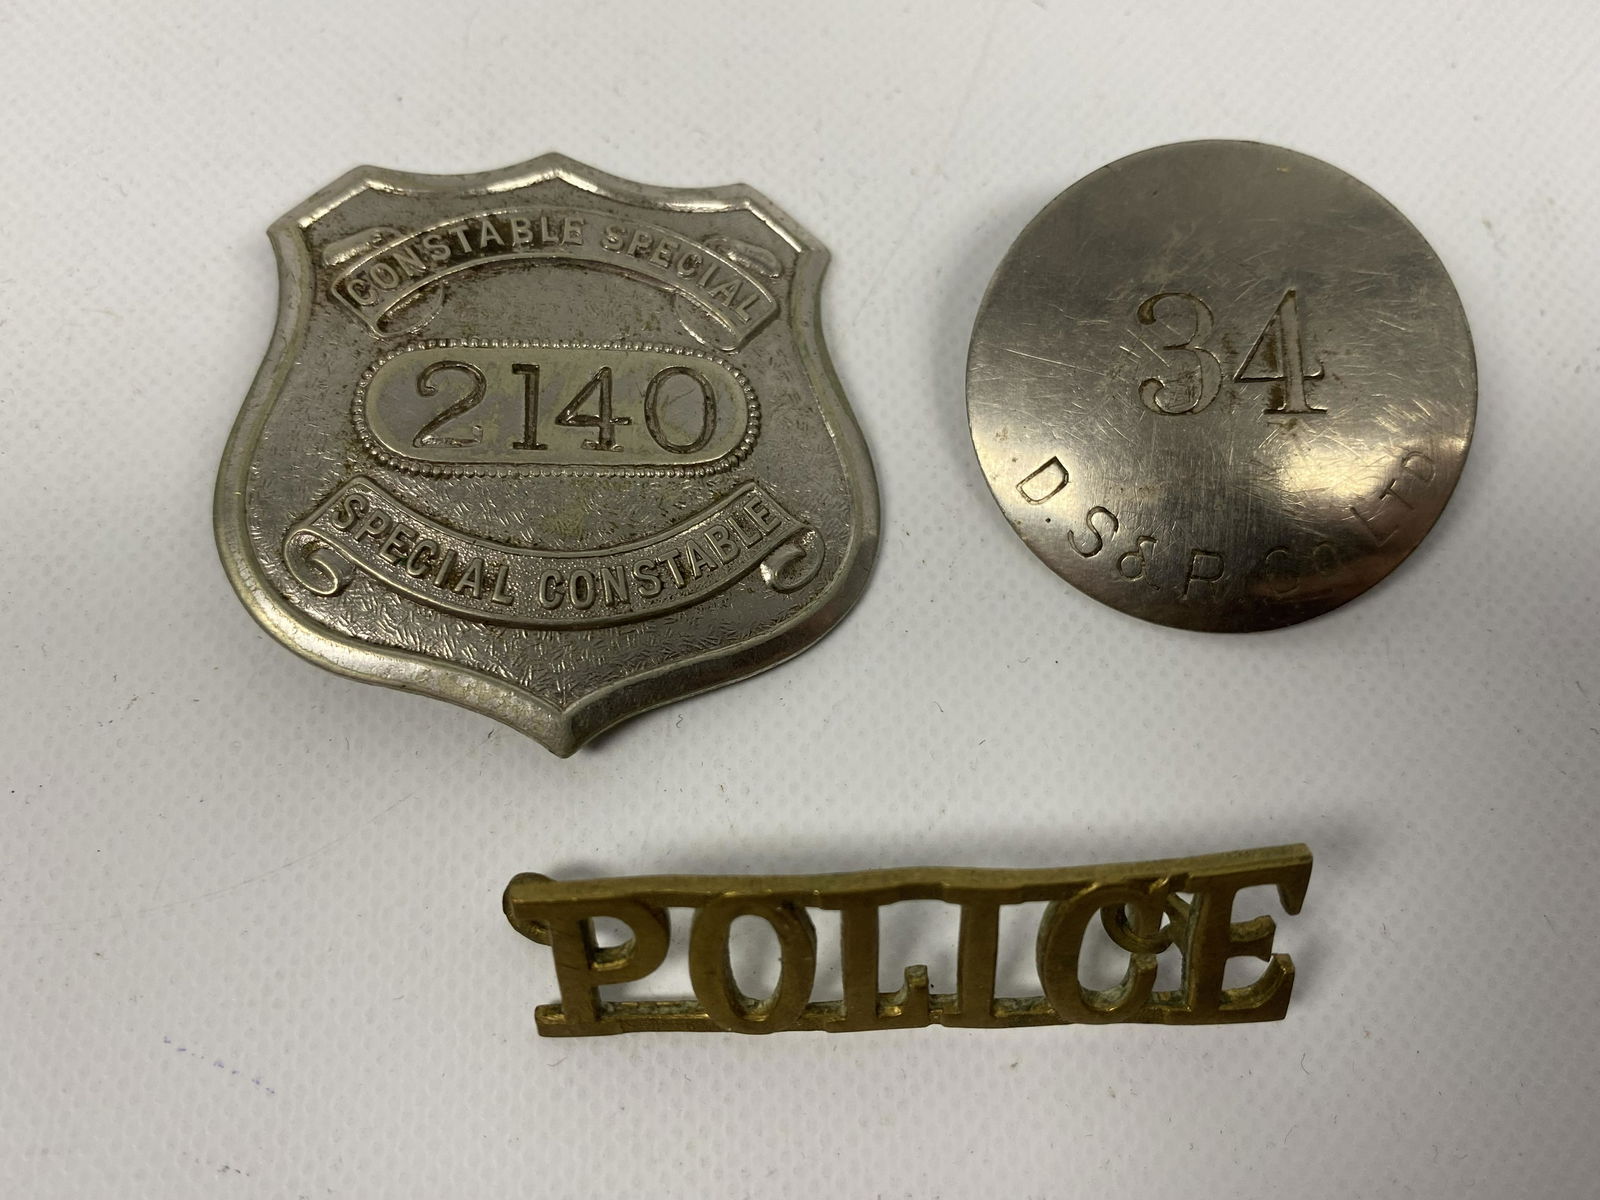 CONSTABLE SPECIAL
2140
SPECIAL CONSTABLE
34
D. S & R. Co LTD
POLICE